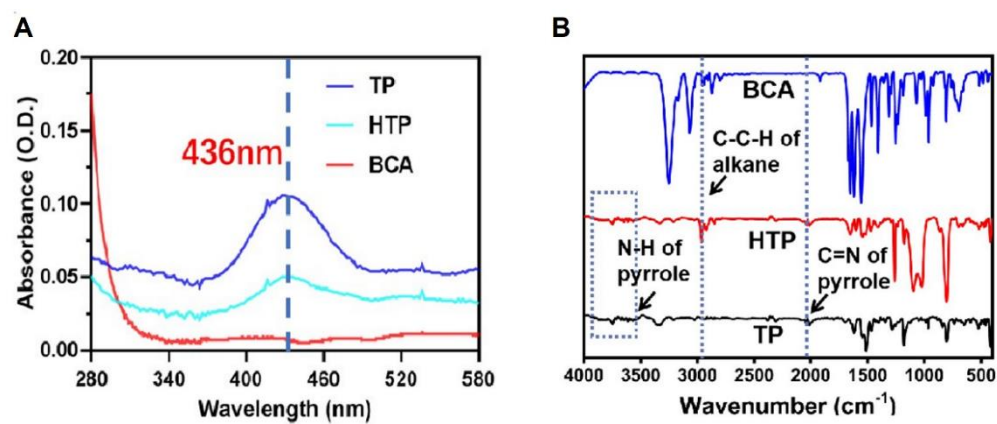 A
0.20
0.15
0.10
0.05
0.00
Absorbance (O.D.)
TP
HTP
BCA
436nm
280
340
400
460
520
580
Wavelength (nm)
B
BCA
C-C-H of
alkane
HTP
N-H of
pyrrole
C=N of
pyrrole
TP
4000
3500
3000
2500
2000
1500
1000
500
Wavenumber (cm⁻¹)